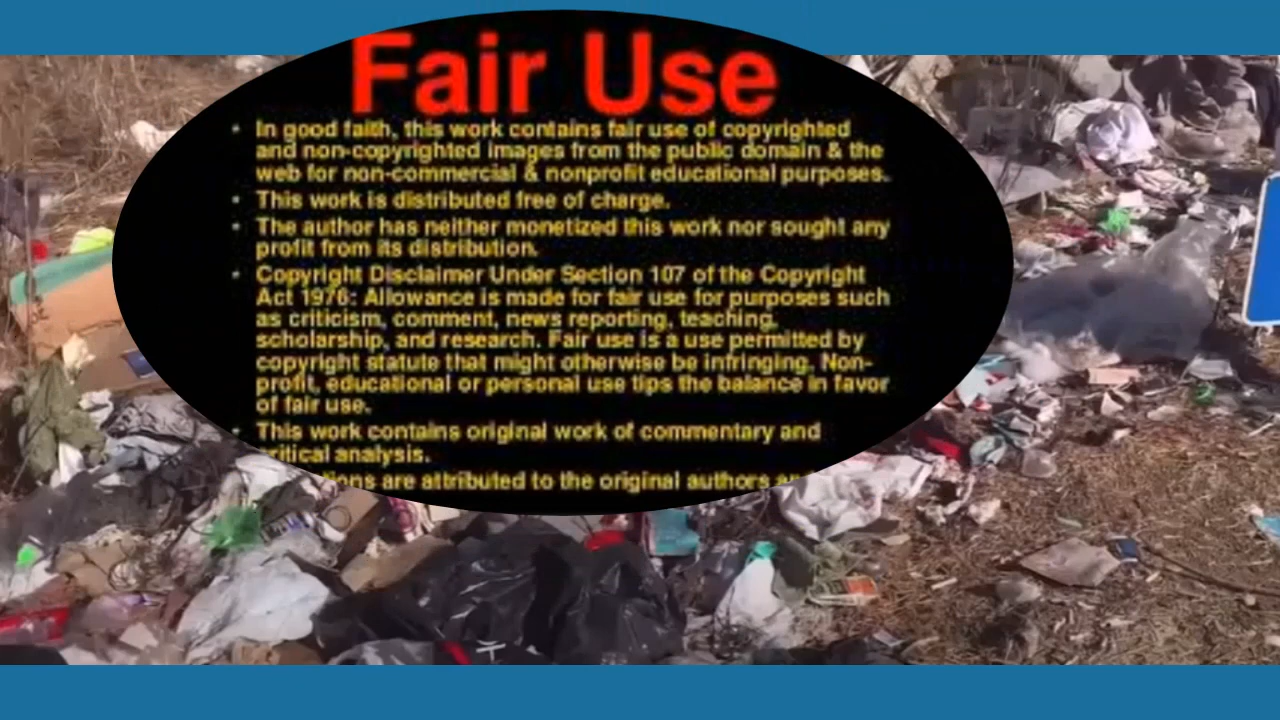 Fair Use
• In good faith, this work contains fair use of copyrighted
and non-copyrighted images from the public domain & the
web for non-commercial & nonprofit educational purposes.
• This work is distributed free of charge.
• The author has neither monetized this work nor sought any
profit from its distribution.
• Copyright Disclaimer Under Section 107 of the Copyright
Act 1976: Allowance is made for fair use for purposes such
as criticism, comment, news reporting, teaching,
scholarship, and research. Fair use is a use permitted by
copyright statute that might otherwise be infringing. Non-
profit, educational or personal use tips the balance in favor
of fair use.
• This work contains original work of commentary and
critical analysis.
are attributed to the original authors